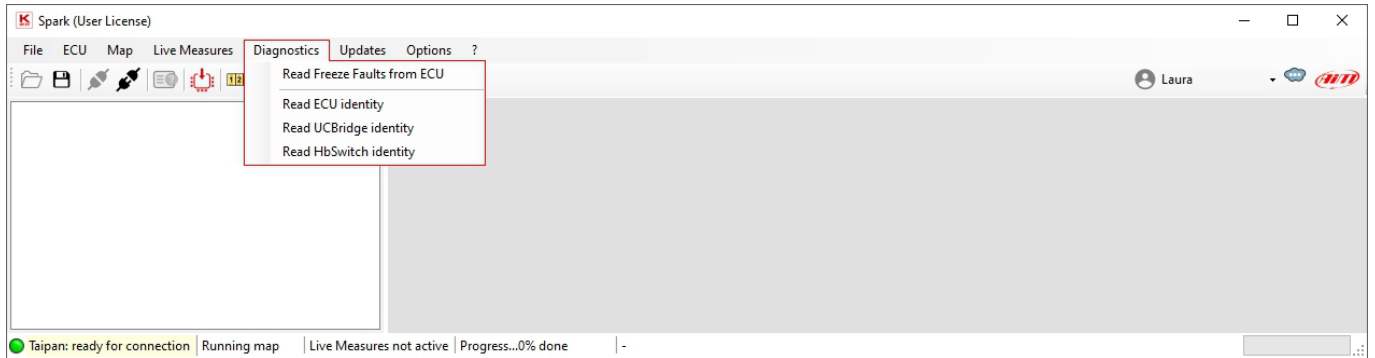 Spark (User License)
File ECU Map Live Measures Diagnostics Updates Options ?
Read Freeze Faults from ECU
Laura
AiM
Read ECU identity
Read UCBridge identity
Read HbSwitch identity
Taipan: ready for connection Running map Live Measures not active Progress...0% done -